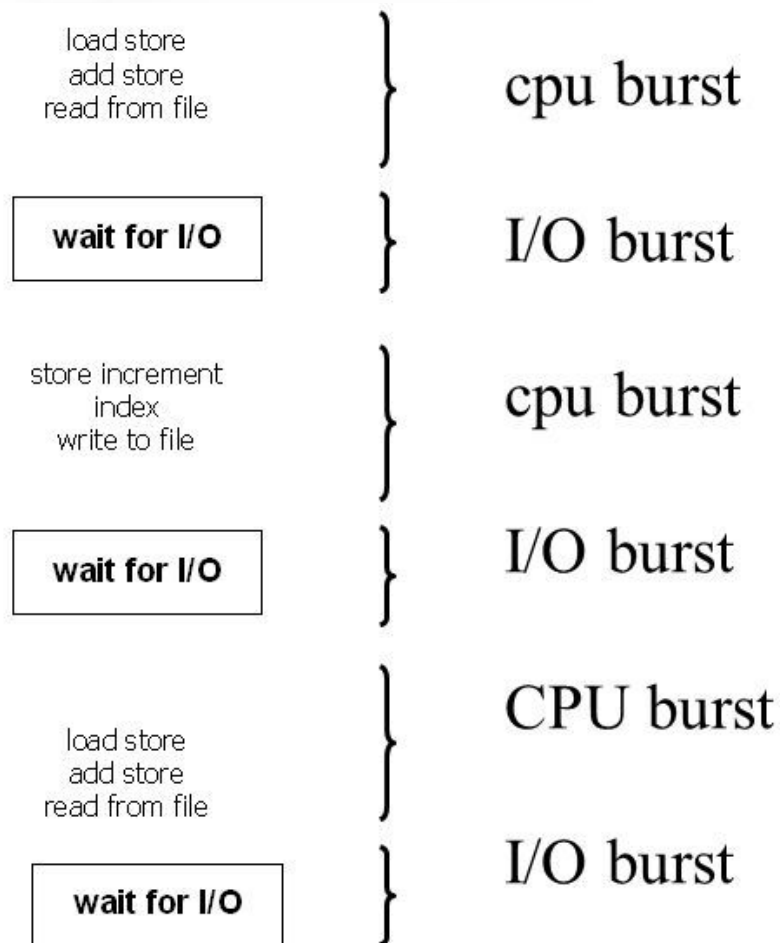 load store
add store
read from file
cpu burst
wait for I/O
I/O burst
store increment
index
write to file
cpu burst
wait for I/O
I/O burst
load store
add store
read from file
CPU burst
wait for I/O
I/O burst